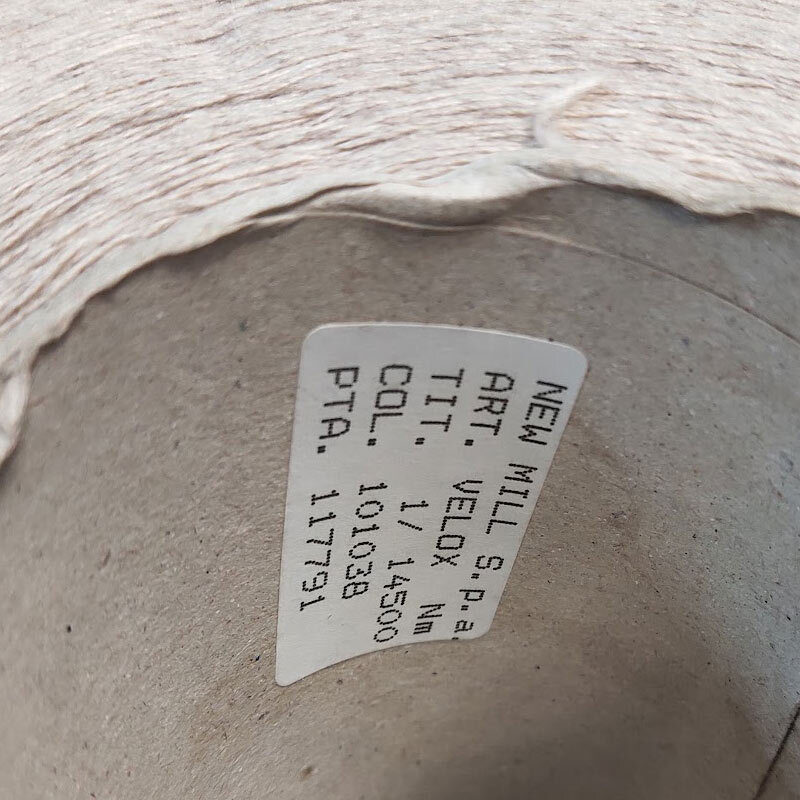 NEW MILL S.p.a.
ART. VELOX Nm
TIT. 1/ 14500
COL. 101038
PTA. 117791